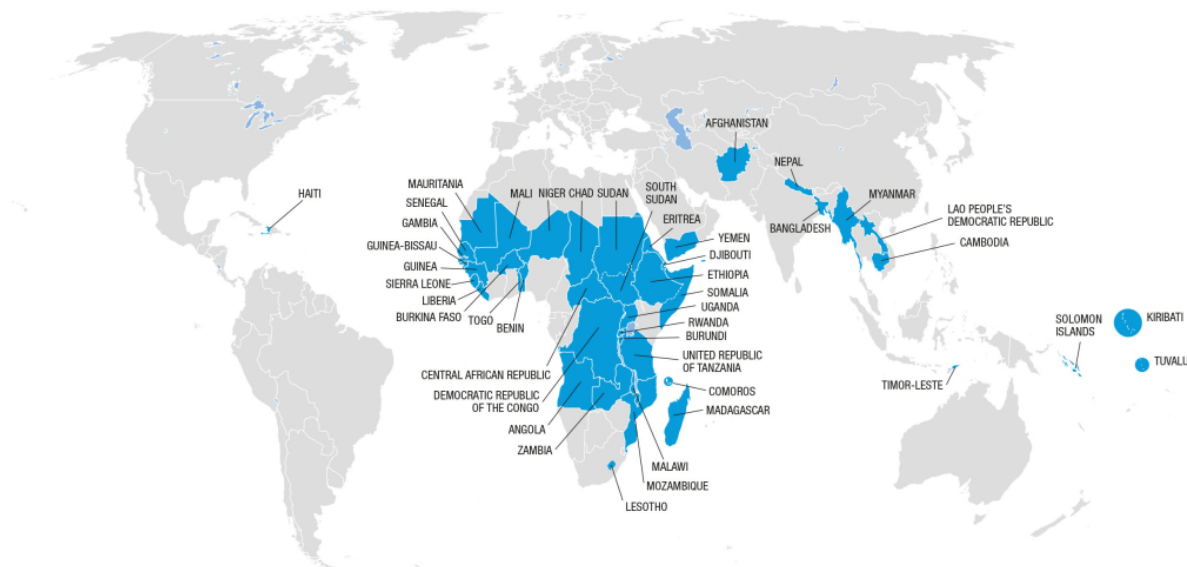 AFGHANISTAN
NEPAL
HAITI
MAURITANIA
MALI
NIGER
CHAD
SUDAN
SOUTH
SUDAN
MYANMAR
SENEGAL
LAO PEOPLE'S
DEMOCRATIC REPUBLIC
GAMBIA
ERITREA
BANGLADESH
YEMEN
CAMBODIA
GUINEA-BISSAU
DJIBOUTI
GUINEA
ETHIOPIA
SIERRA LEONE
SOMALIA
LIBERIA
UGANDA
BURKINA FASO
TOGO
BENIN
RWANDA
BURUNDI
SOLOMON
ISLANDS
KIRIBATI
UNITED REPUBLIC
OF TANZANIA
TUVALU
CENTRAL AFRICAN REPUBLIC
TIMOR-LESTE
COMOROS
DEMOCRATIC REPUBLIC
OF THE CONGO
MADAGASCAR
ANGOLA
ZAMBIA
MALAWI
MOZAMBIQUE
LESOTHO